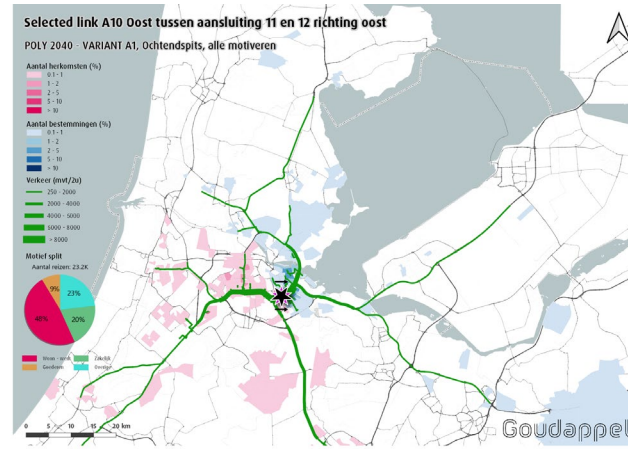 Selected link A10 Oost tussen aansluiting 11 en 12 richting oost
POLY 2040 - VARIANT A1, Ochtendspits, alle motiveren
Aantal herkomsten (%)
0.1 - 1
1 - 2
2 - 5
5 - 10
> 10
Aantal bestemmingen (%)
0.1 - 1
1 - 2
2 - 5
5 - 10
> 10
Verkeer (mvt/2u)
250 - 2000
2000 - 4000
4000 - 6000
6000 - 8000
> 8000
Motief split
Aantal reizen: 23.2K
9%
23%
48%
20%
Woon - werk
Zakelijk
Goederen
Overige
0
5
10
15
20 km
Goudappel